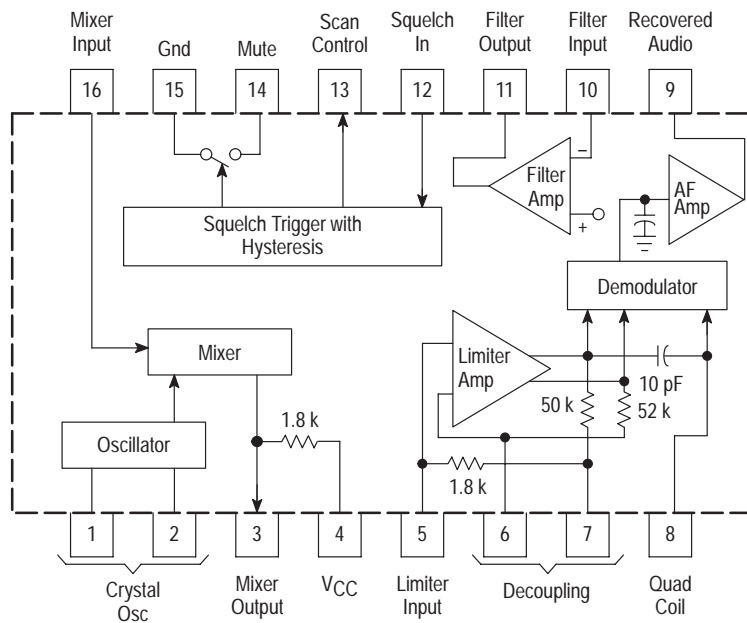 Mixer
Input
Gnd
Mute
Scan
Control
Squelch
In
Filter
Output
Filter
Input
Recovered
Audio
16
15
14
13
12
11
10
9
Squelch Trigger with
Hysteresis
Filter
Amp
–
+
AF
Amp
Demodulator
Mixer
Limiter
Amp
10 pF
50 k
52 k
1.8 k
Oscillator
1.8 k
1
2
3
4
5
6
7
8
Crystal
Osc
Mixer
Output
VCC
Limiter
Input
Decoupling
Quad
Coil